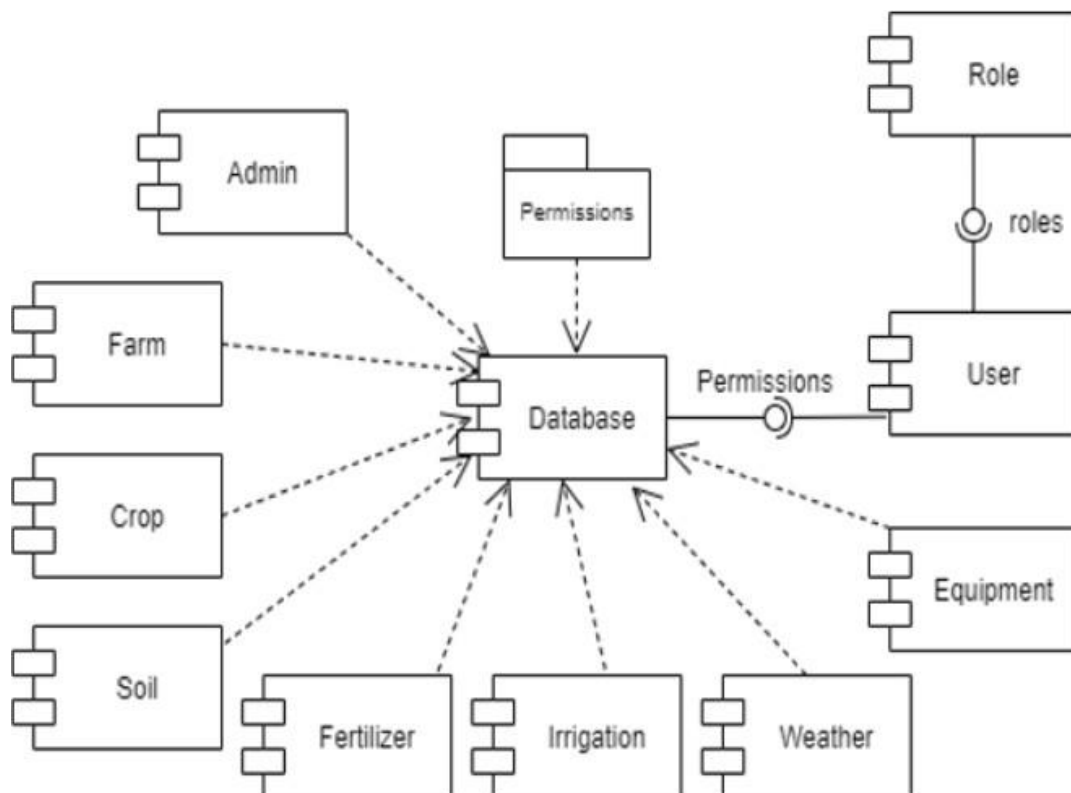 Role
Admin
Permissions
roles
Farm
User
Permissions
Database
Crop
Equipment
Soil
Fertilizer
Irrigation
Weather